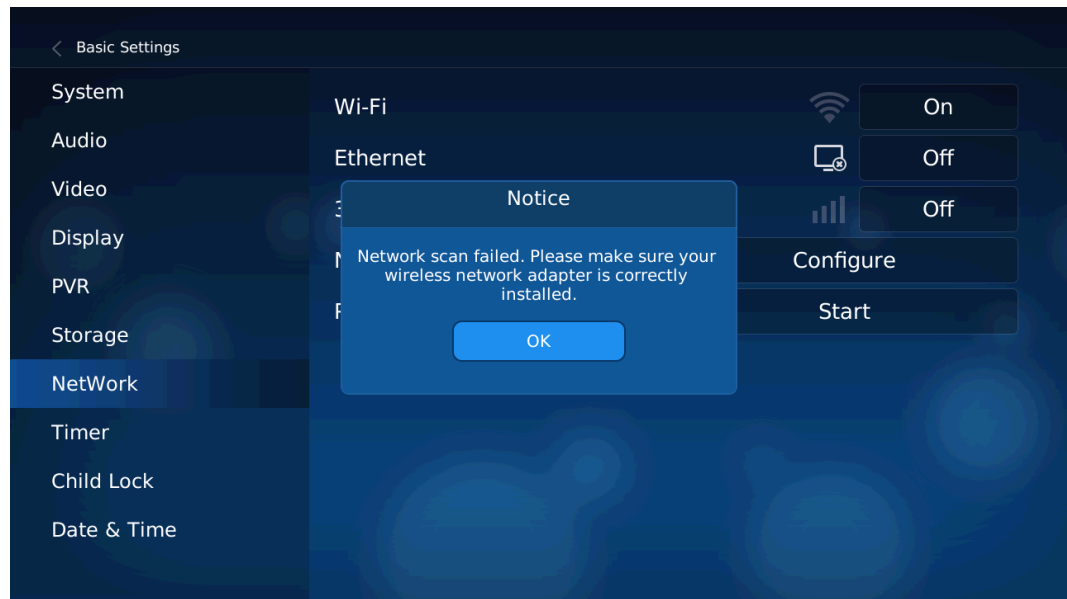 Basic Settings
System
Audio
Video
Display
PVR
Storage
NetWork
Timer
Child Lock
Date & Time
Wi-Fi
On
Ethernet
Off
Off
Configure
Start
Notice
Network scan failed. Please make sure your
wireless network adapter is correctly
installed.
OK